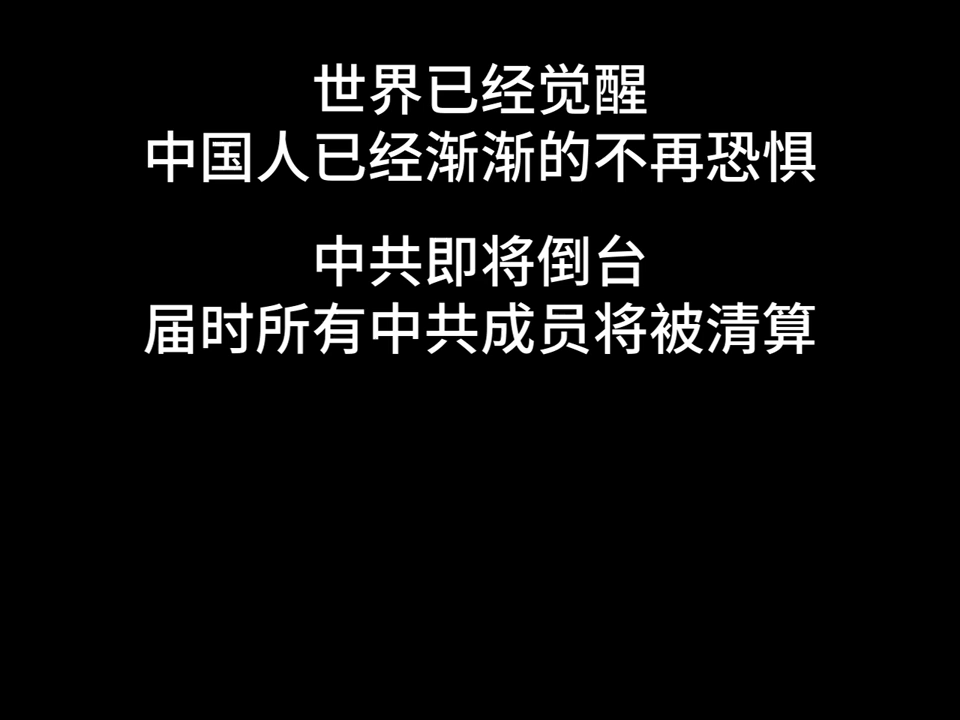 世界已经觉醒
中国人已经渐渐的不再恐惧
中共即将倒台
届时所有中共成员将被清算